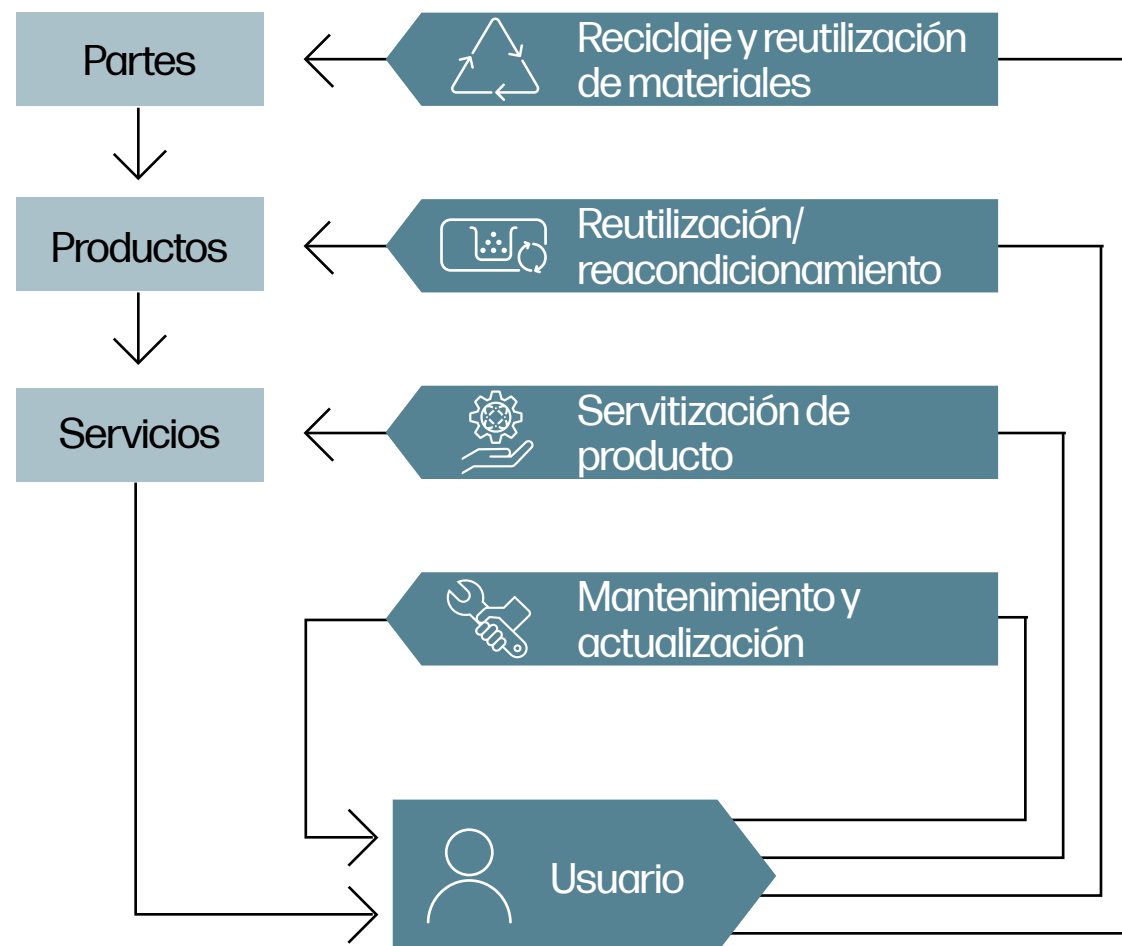 Partes
Reciclaje y reutilización
de materiales
Productos
Reutilización/
reacondicionamiento
Servicios
Servitización de
producto
Mantenimiento y
actualización
Usuario